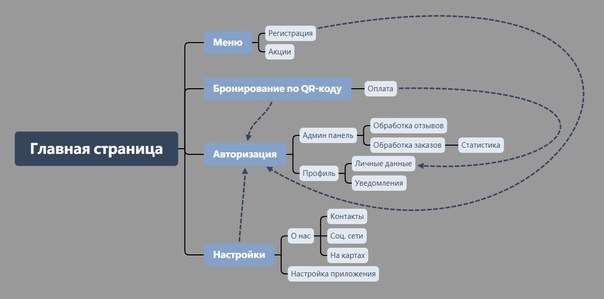 Главная страница
Меню
Регистрация
Акции
Бронирование по QR-коду
Оплата
Авторизация
Админ панель
Обработка отзывов
Обработка заказов
Статистика
Профиль
Личные данные
Уведомления
Настройки
О нас
Контакты
Соц. сети
На картах
Настройка приложения